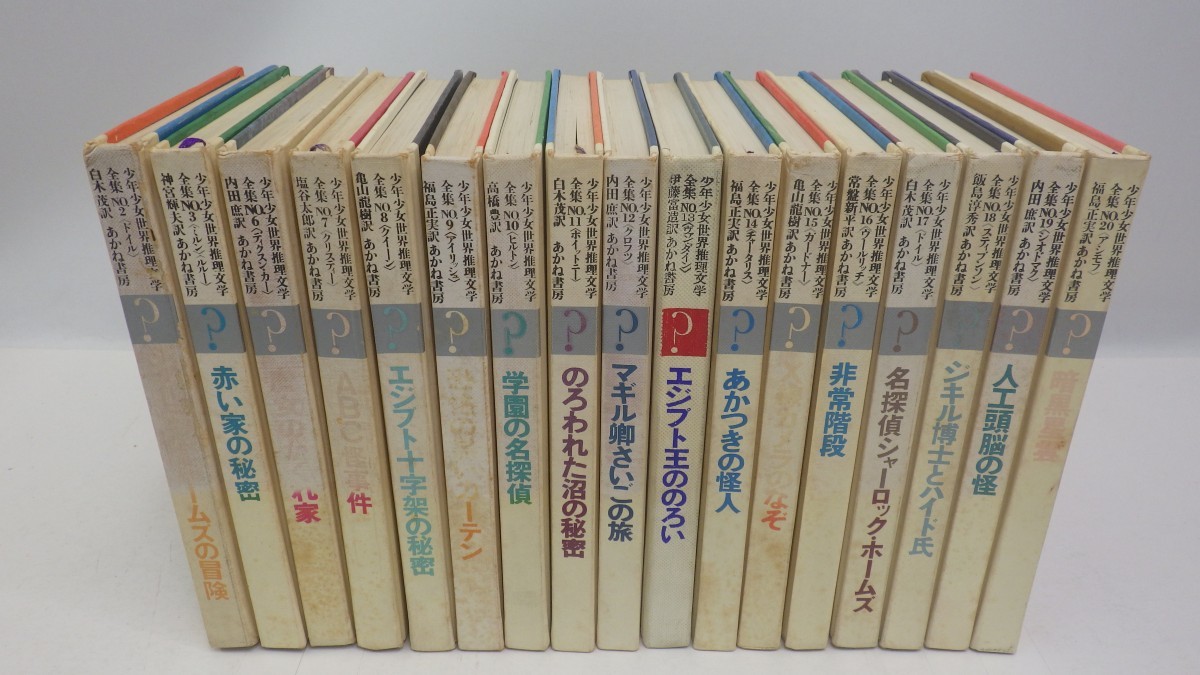 少年少女世界推理文学
全集NO.2〈ドイル〉
白木茂訳 あかね書房
?
ームズの冒険
少年少女世界推理文学
全集NO.3〈ミルン〉〈ルルー〉
神宮輝夫訳 あかね書房
?
赤い家の秘密
少年少女世界推理文学
全集NO.6〈ディクスン・カー〉
内田庶訳 あかね書房
?
少年少女世界推理文学
全集NO.7〈クリスティー〉
塩谷太郎訳 あかね書房
?
ABC 事件
少年少女世界推理文学
全集NO.8〈クイーン〉
亀山龍樹訳 あかね書房
?
エジプト十字架の秘密
少年少女世界推理文学
全集NO.9〈アイリッシュ〉
福島正実訳 あかね書房
?
ーテン
少年少女世界推理文学
全集NO.10〈ヒルトン〉
高橋豊訳 あかね書房
?
学園の名探偵
少年少女世界推理文学
全集NO.11〈ホイットニー〉
白木茂訳 あかね書房
?
のろわれた沼の秘密
少年少女世界推理文学
全集NO.12〈クロフツ〉
内田庶訳 あかね書房
?
マギル卿さいごの旅
少年少女世界推理文学
全集NO.13〈ヴァンダイン〉
伊藤富造訳 あかね書房
?
エジプト王ののろい
少年少女世界推理文学
全集NO.14〈チャータリス〉
福島正実訳 あかね書房
?
あかつきの怪人
少年少女世界推理文学
全集NO.15〈ガードナー〉
亀山龍樹訳 あかね書房
?
なぞ
少年少女世界推理文学
全集NO.16〈ウールリッチ〉
常盤新平訳 あかね書房
?
非常階段
少年少女世界推理文学
全集NO.17〈ドイル〉
白木茂訳 あかね書房
?
名探偵シャーロック・ホームズ
少年少女世界推理文学
全集NO.18〈スティブンソン〉
飯島淳秀訳 あかね書房
ジキル博士とハイド氏
少年少女世界推理文学
全集NO.19〈シオドマク〉
内田庶訳 あかね書房
?
人工頭脳の怪
少年少女世界推理文学
全集NO.20〈アシモフ〉
福島正実訳 あかね書房
?
暗黒星雲